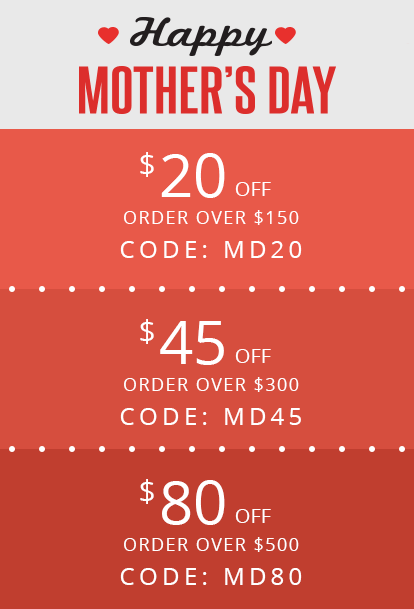 Happy
MOTHER'S DAY
$20 OFF
ORDER OVER $150
CODE: MD20
$45 OFF
ORDER OVER $300
CODE: MD45
$80 OFF
ORDER OVER $500
CODE: MD80